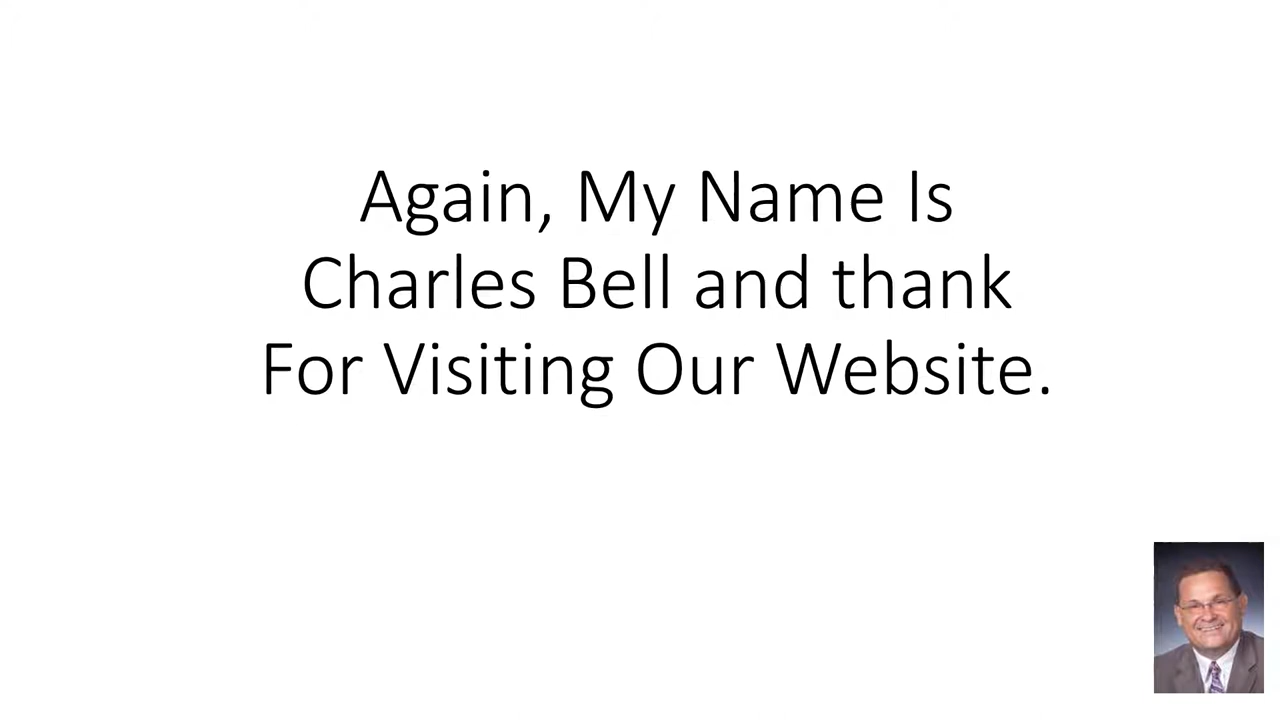 Again, My Name Is
Charles Bell and thank
For Visiting Our Website.